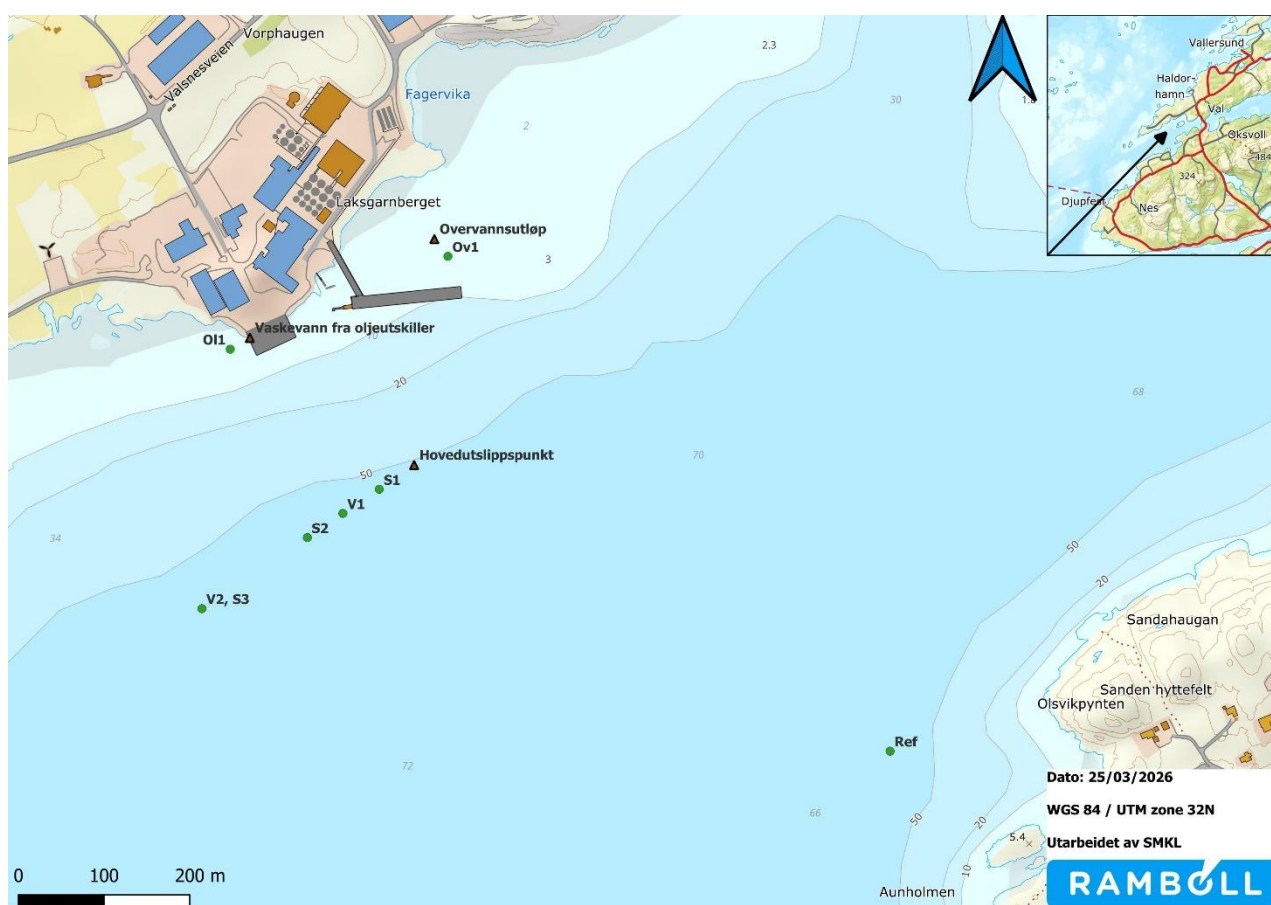 Vorphaugen
Valsnesveien
Fagervika
2.3
30
2
Laksgarnberget
Overvannsutløp
Ov1
3
Vaskevann fra oljeutskiller
Ol1
10
20
68
Hovedutslippspunkt
70
50
S1
V1
S2
34
V2, S3
50
20
Sandahaugan
Sanden hyttefelt
Olsvikpynten
Ref
72
66
50
20
10
5.4
Aunholmen
Vallersund
Haldor-
hamn
Val
Oksvoll
484
324
Djupfest
Nes
Dato: 25/03/2026
WGS 84 / UTM zone 32N
Utarbeidet av SMKL
RAMBOLL
0 100 200 m